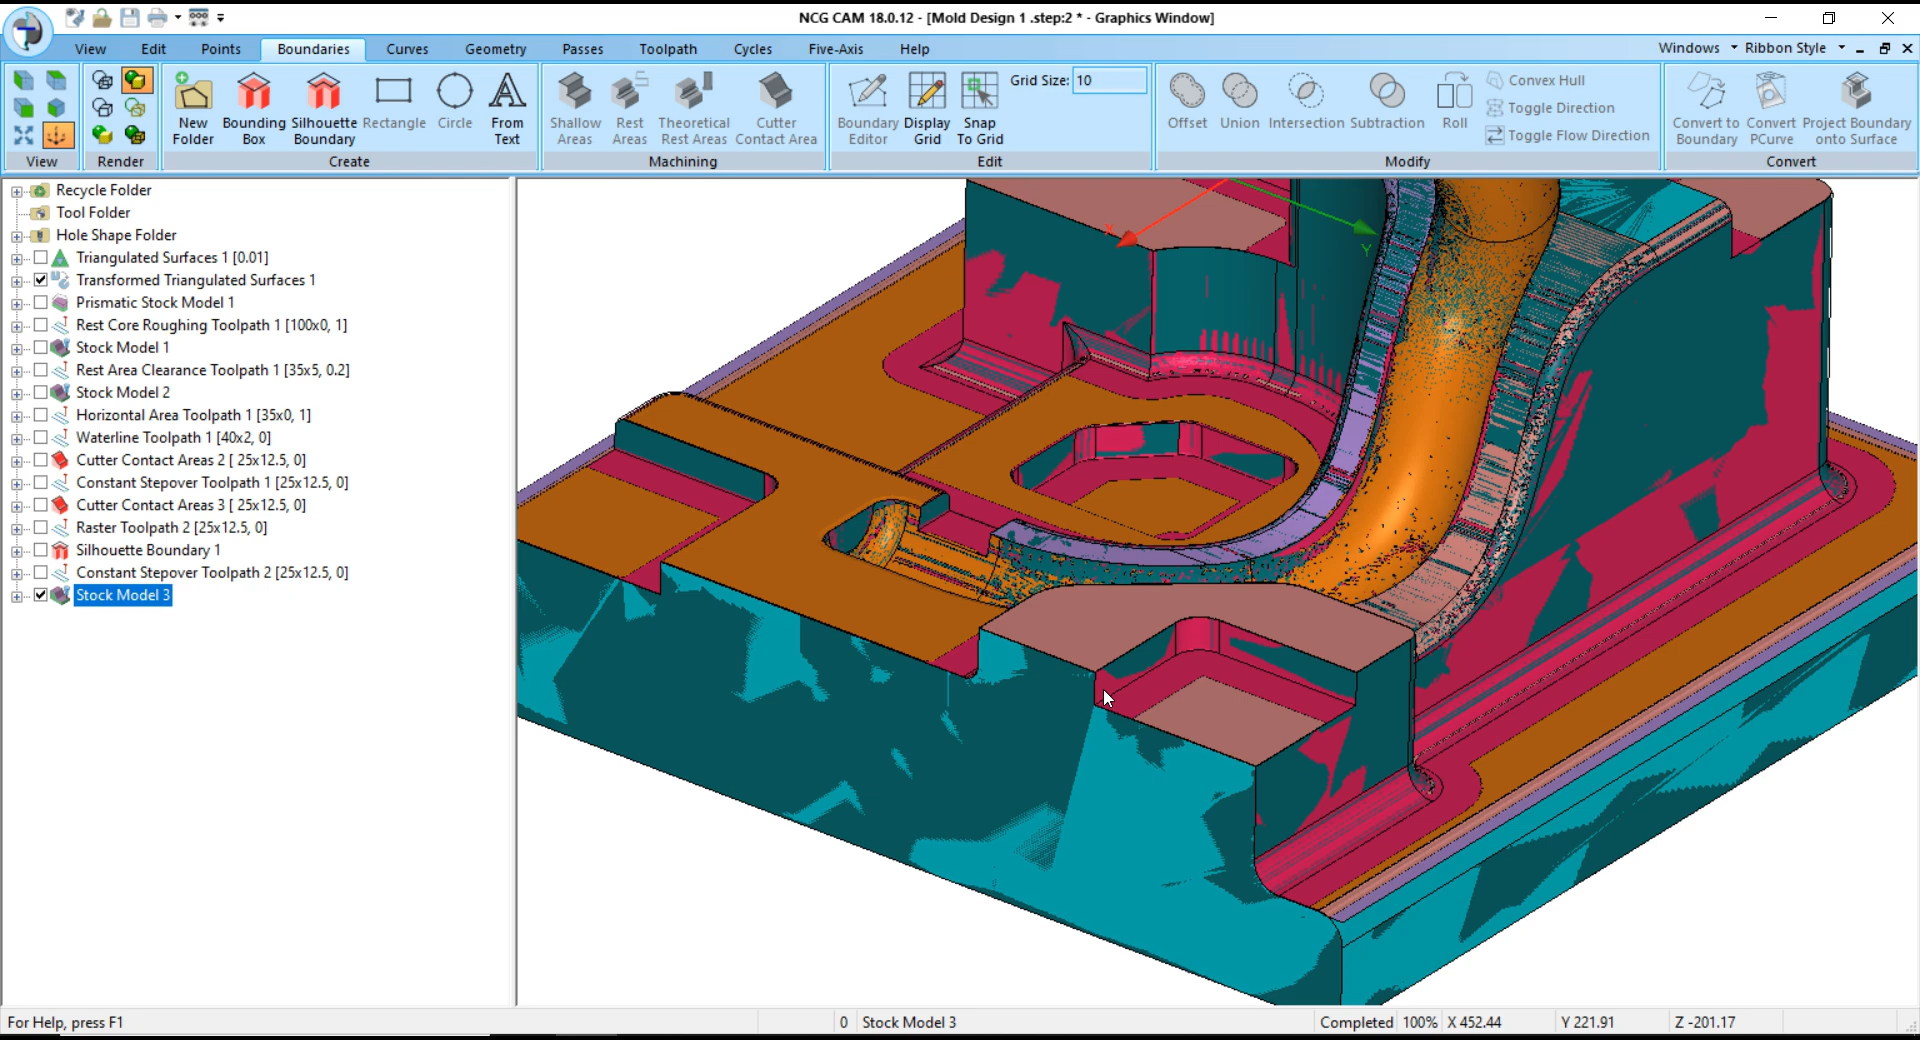 NCG CAM 18.0.12 - [Mold Design 1 .step:2 * - Graphics Window]
View Edit Points Boundaries Curves Geometry Passes Toolpath Cycles Five-Axis Help Windows Ribbon Style
Grid Size: 10
Convex Hull
Toggle Direction
New Bounding Silhouette Rectangle Circle From Shallow Rest Theoretical Cutter Boundary Display Snap Offset Union Intersection Subtraction Roll Convert to Convert Project Boundary
Folder Box Boundary Text Areas Areas Rest Areas Contact Area Editor Grid To Grid Toggle Flow Direction Boundary PCurve onto Surface
View Render Create Machining Edit Modify Convert
Recycle Folder
Tool Folder
Hole Shape Folder
Triangulated Surfaces 1 [0.01]
Transformed Triangulated Surfaces 1
Prismatic Stock Model 1
Rest Core Roughing Toolpath 1 [100x0, 1]
Stock Model 1
Rest Area Clearance Toolpath 1 [35x5, 0.2]
Stock Model 2
Horizontal Area Toolpath 1 [35x0, 1]
Waterline Toolpath 1 [40x2, 0]
Cutter Contact Areas 2 [ 25x12.5, 0]
Constant Stepover Toolpath 1 [25x12.5, 0]
Cutter Contact Areas 3 [ 25x12.5, 0]
Raster Toolpath 2 [25x12.5, 0]
Silhouette Boundary 1
Constant Stepover Toolpath 2 [25x12.5, 0]
Stock Model 3
X
Y
For Help, press F1 0 Stock Model 3 Completed 100% X 452.44 Y 221.91 Z -201.17